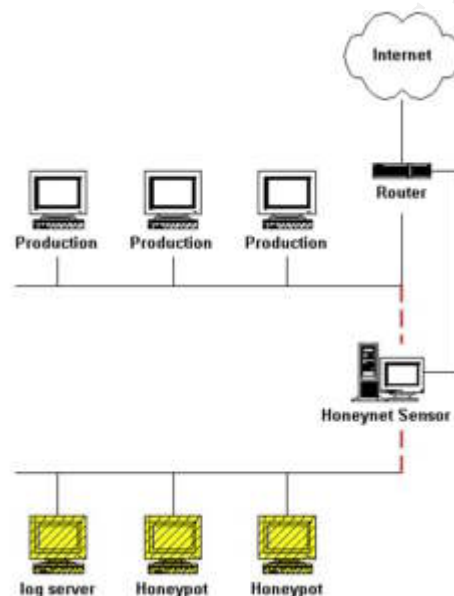 Internet
Router
Production Production Production
Honeynet Sensor
log server Honeypot Honeypot